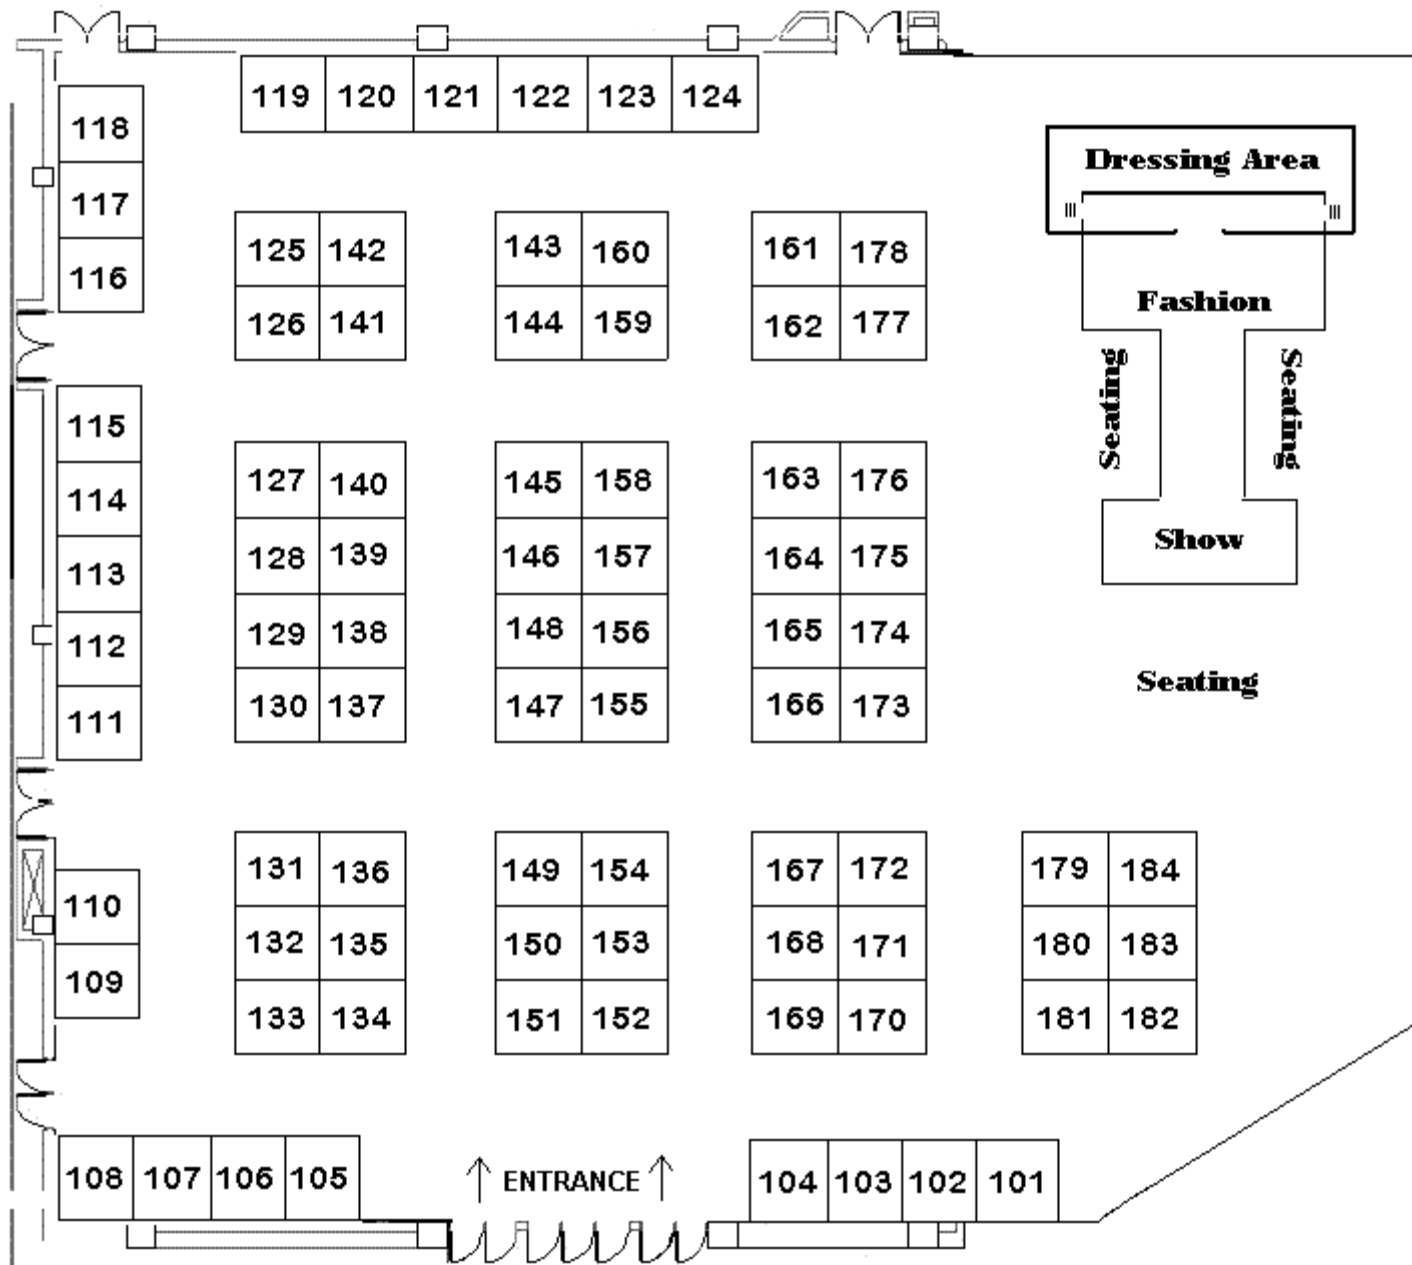 119 120 121 122 123 124
118
117
116
Dressing Area
125 142 143 160 161 178
126 141 144 159 162 177
Fashion
Seating
Seating
115
114
113
112
111
127 140 145 158 163 176
128 139 146 157 164 175
129 138 148 156 165 174
130 137 147 155 166 173
Show
Seating
110
109
131 136 149 154 167 172 179 184
132 135 150 153 168 171 180 183
133 134 151 152 169 170 181 182
108 107 106 105 ENTRANCE 104 103 102 101